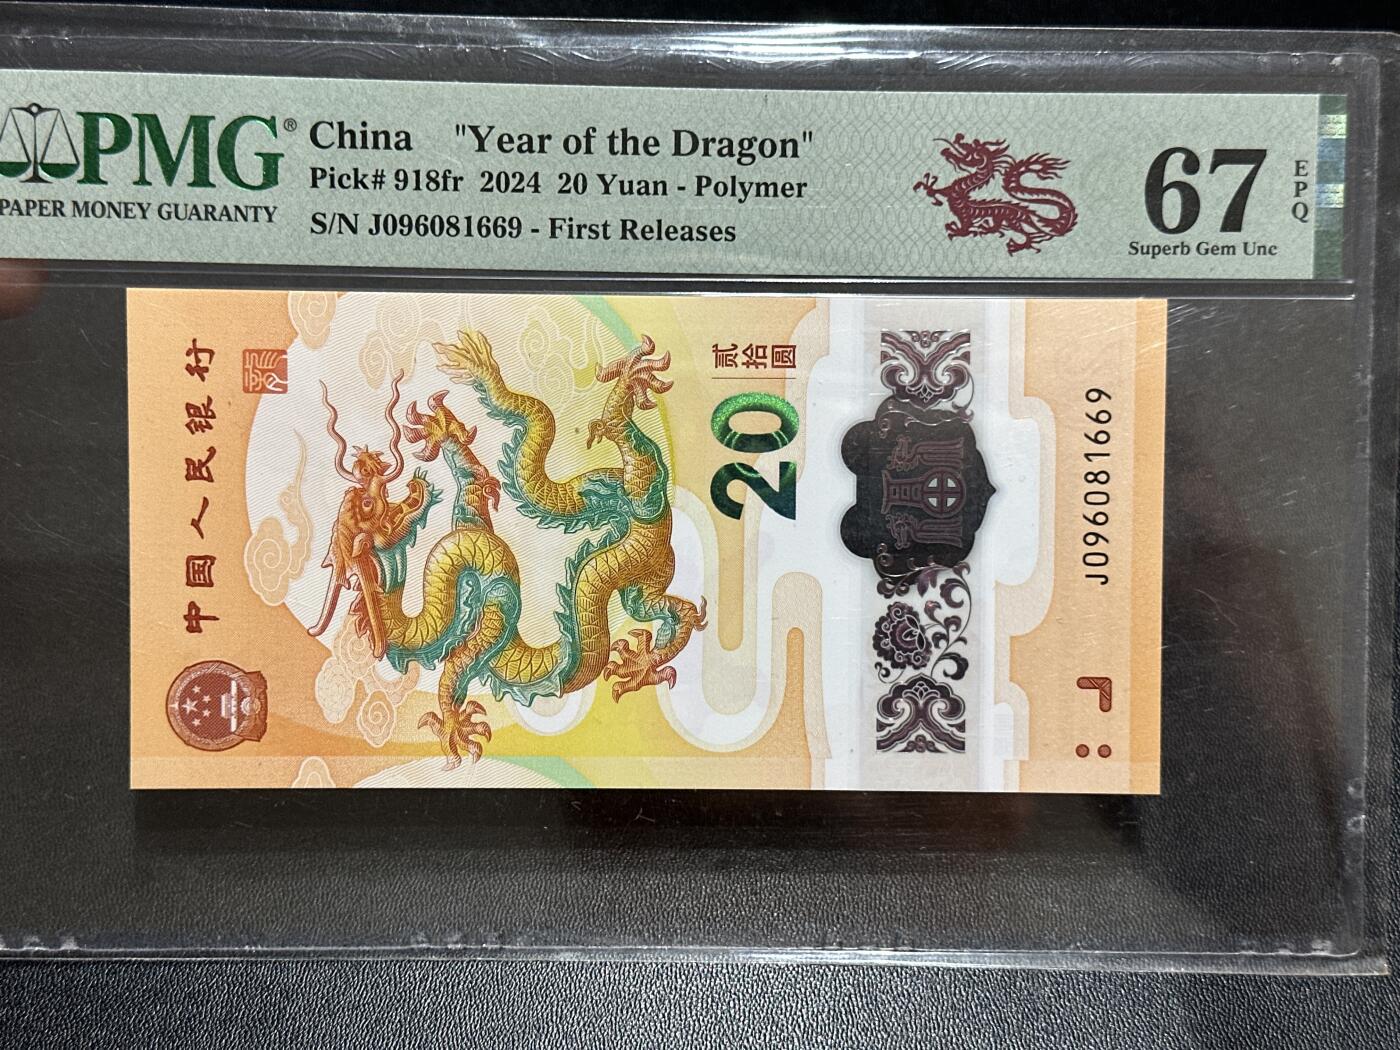 PMG®
PAPER MONEY GUARANTY
China "Year of the Dragon"
Pick# 918fr 2024 20 Yuan - Polymer
S/N J096081669 - First Releases
67
EPQ
Superb Gem Unc
中国人民银行
贰拾圆
20
J096081669